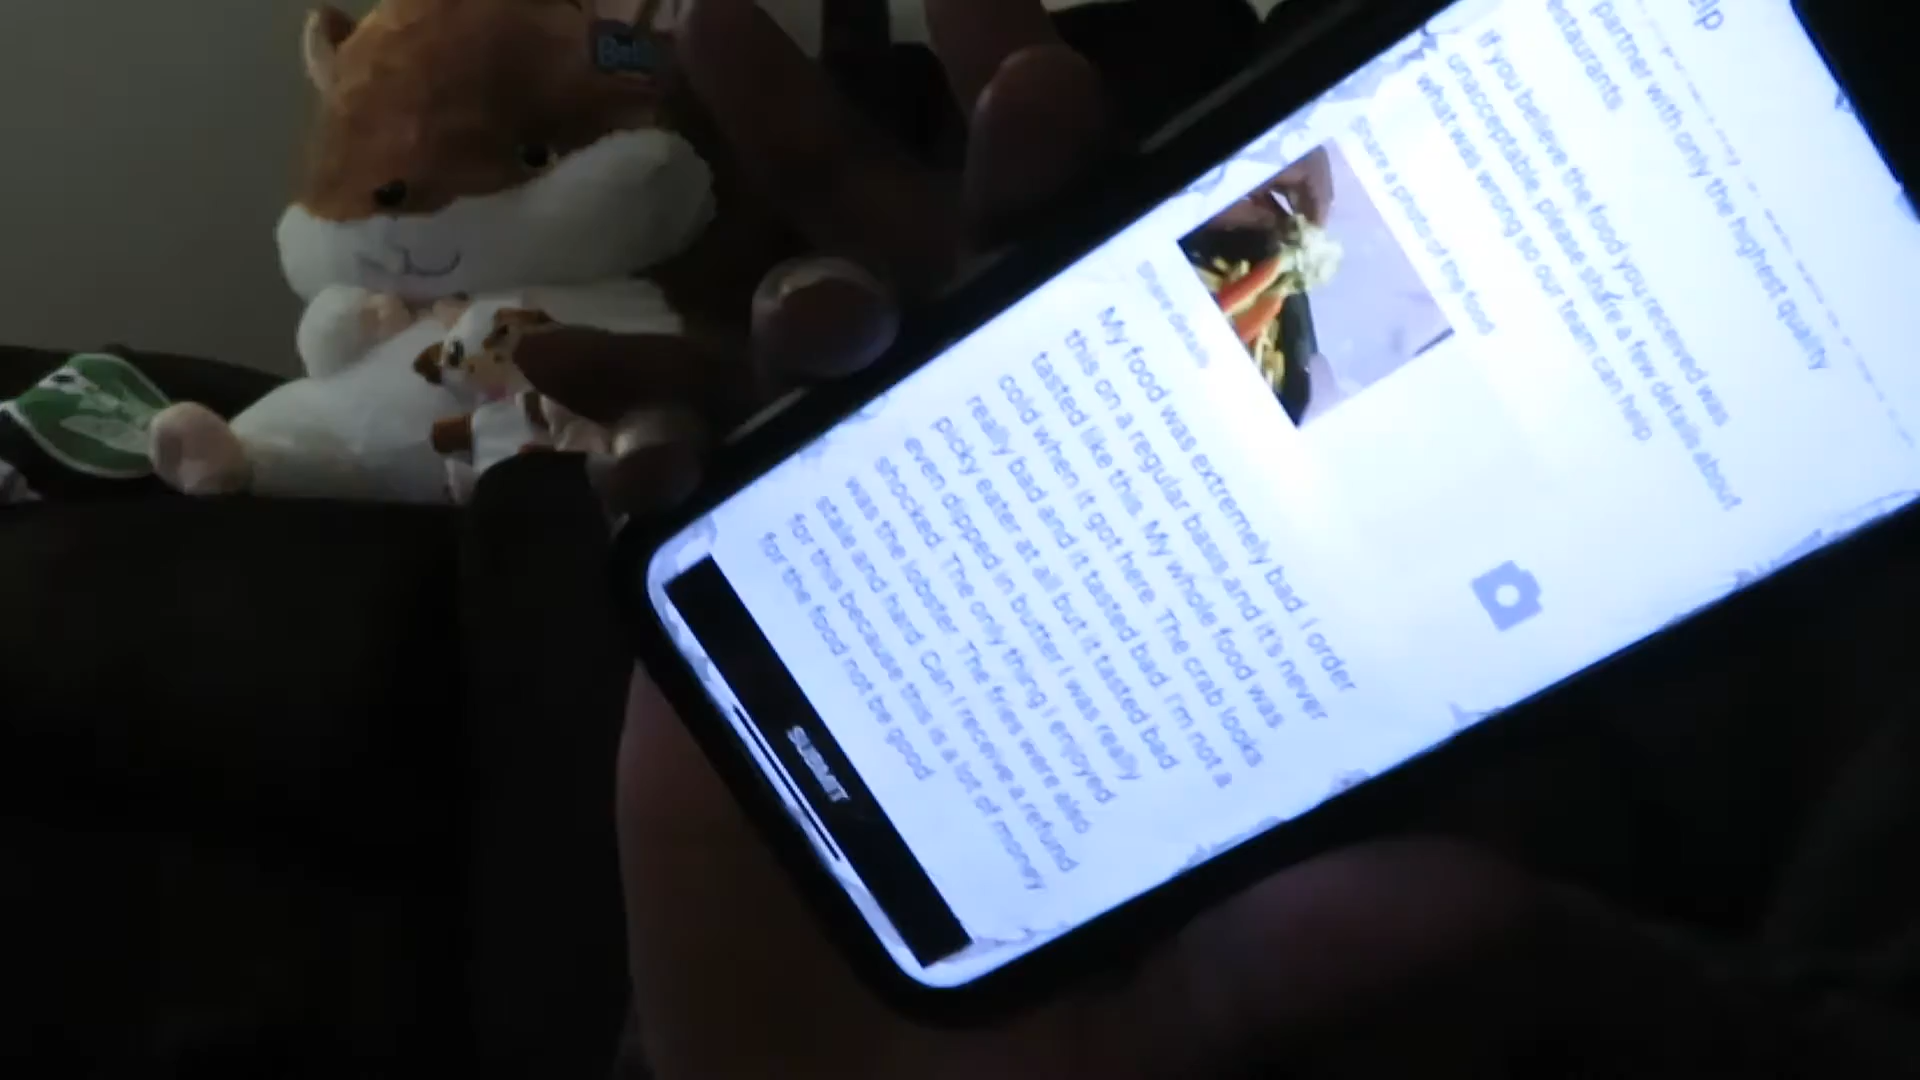 elp
partner with only the highest quality
restaurants
If you believe the food you received was
unacceptable, please share a few details about
what was wrong so our team can help
Share a photo of the food
Share details
My food was extremely bad. I order
this on a regular basis and it's never
tasted like this. My whole food was
cold when it got here. The crab looks
really bad and it tasted bad. I'm not a
picky eater at all but it tasted bad
even dipped in butter I was really
shocked. The only thing I enjoyed
was the lobster. The fries were also
stale and hard. Can I receive a refund
for this because this is a lot of money
for the food not be good
SUBMIT